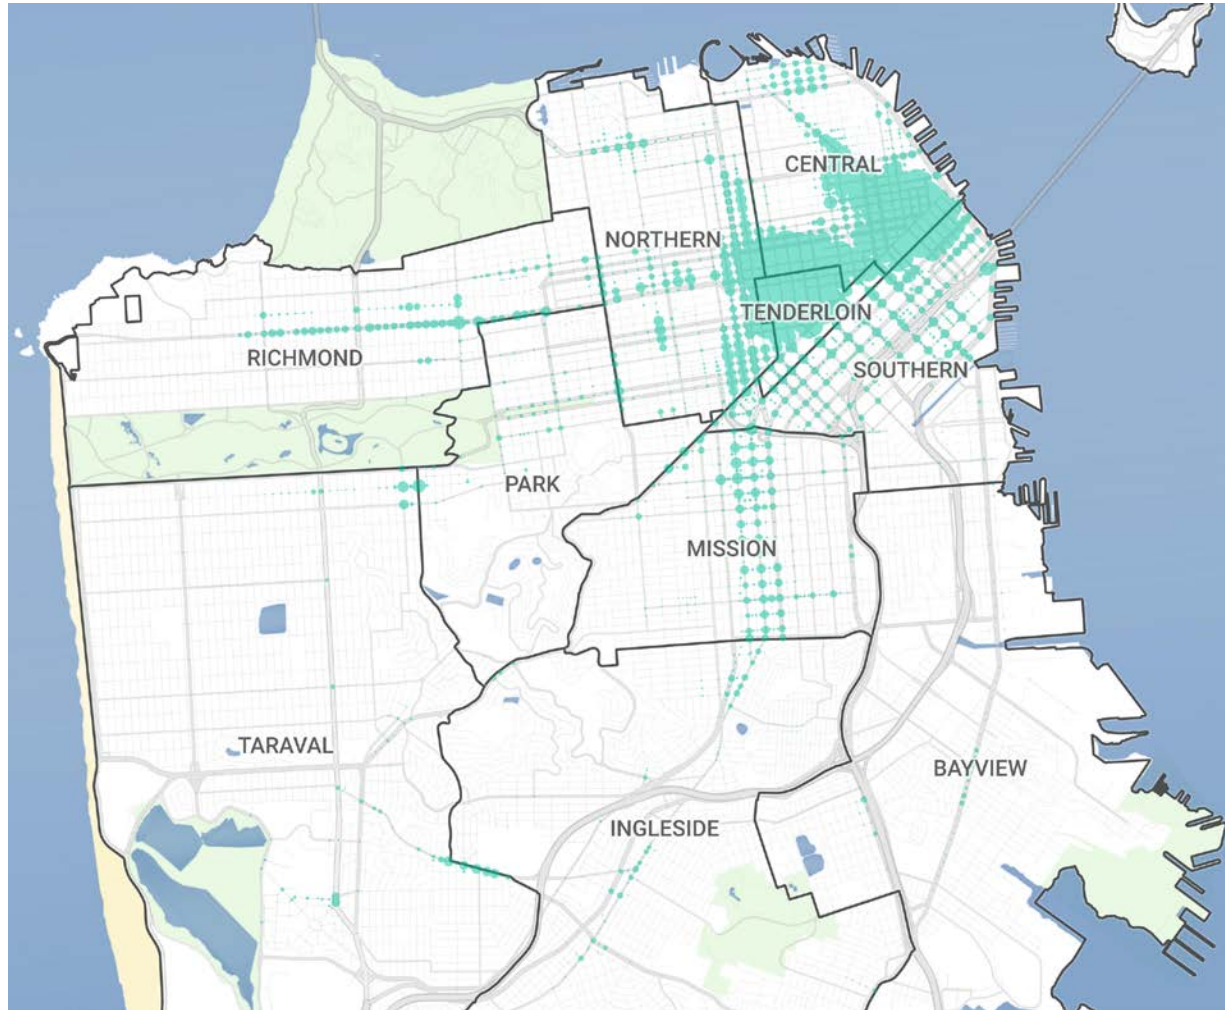 CENTRAL
NORTHERN
TENDERLOIN
RICHMOND
SOUTHERN
PARK
MISSION
TARAVAL
BAYVIEW
INGLESIDE